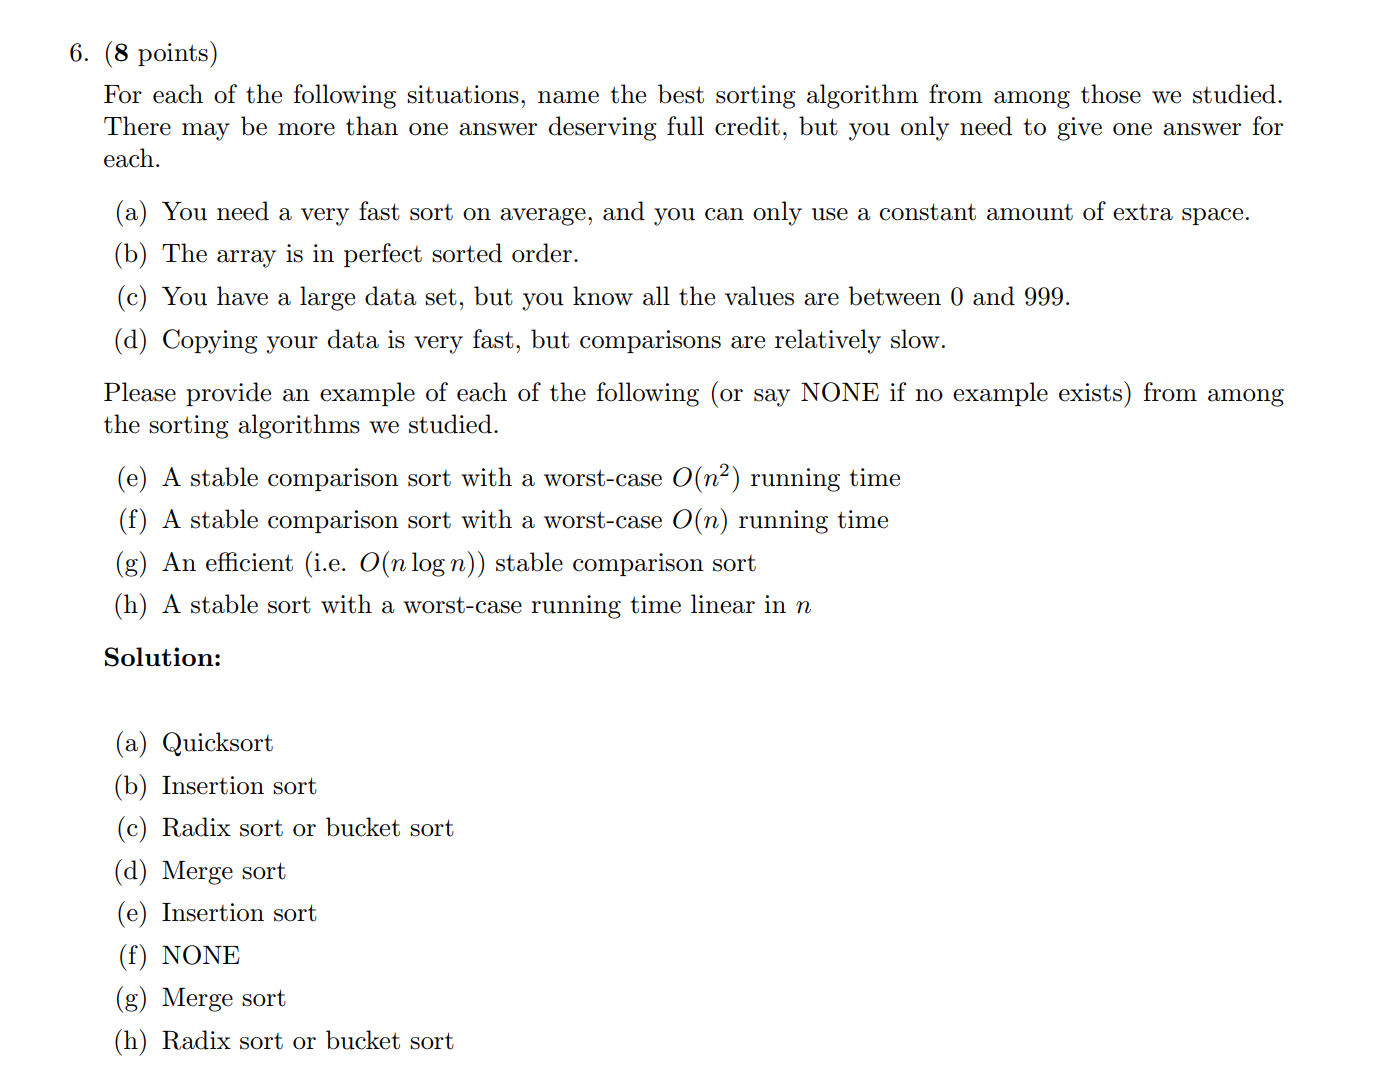 6. (8 points)
For each of the following situations, name the best sorting algorithm from among those we studied.
There may be more than one answer deserving full credit, but you only need to give one answer for
each.
(a) You need a very fast sort on average, and you can only use a constant amount of extra space.
(b) The array is in perfect sorted order.
(c) You have a large data set, but you know all the values are between 0 and 999.
(d) Copying your data is very fast, but comparisons are relatively slow.
Please provide an example of each of the following (or say NONE if no example exists) from among
the sorting algorithms we studied.
(e) A stable comparison sort with a worst-case O(n²) running time
(f) A stable comparison sort with a worst-case O(n) running time
(g) An efficient (i.e. O(n log n)) stable comparison sort
(h) A stable sort with a worst-case running time linear in n
Solution:
(a) Quicksort
(b) Insertion sort
(c) Radix sort or bucket sort
(d) Merge sort
(e) Insertion sort
(f) NONE
(g) Merge sort
(h) Radix sort or bucket sort